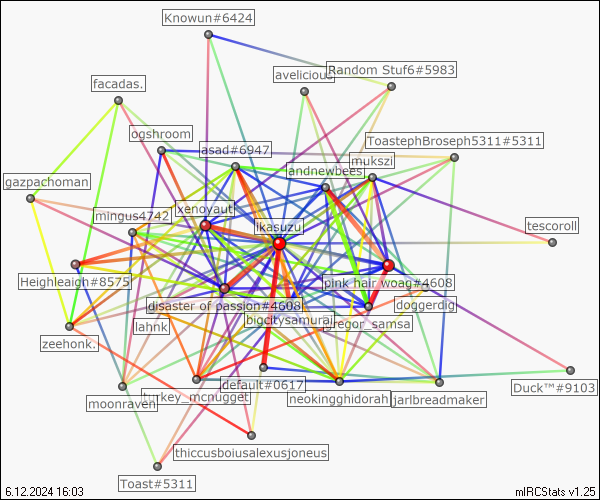 Knowun#6424
avelicious
Random Stuf6#5983
facadas.
ogshroom
ToastephBroseph5311#5311
asad#6947
mukszi
andnewbees
gazpachoman
xenoyaut
mingus4742
ikasuzu
tescoroll
Heighleaigh#8575
pink hair woag#4608
disaster of passion#4608
doggerdig
lahnk
bigcitysamurai
gregor_samsa
zeehonk.
default#0617
Duck™#9103
moonraven
turkey_mcnugget
neokingghidorah
jarlbreadmaker
thiccusboiusalexusjoneus
Toast#5311
6.12.2024 16:03
mIRCStats v1.25